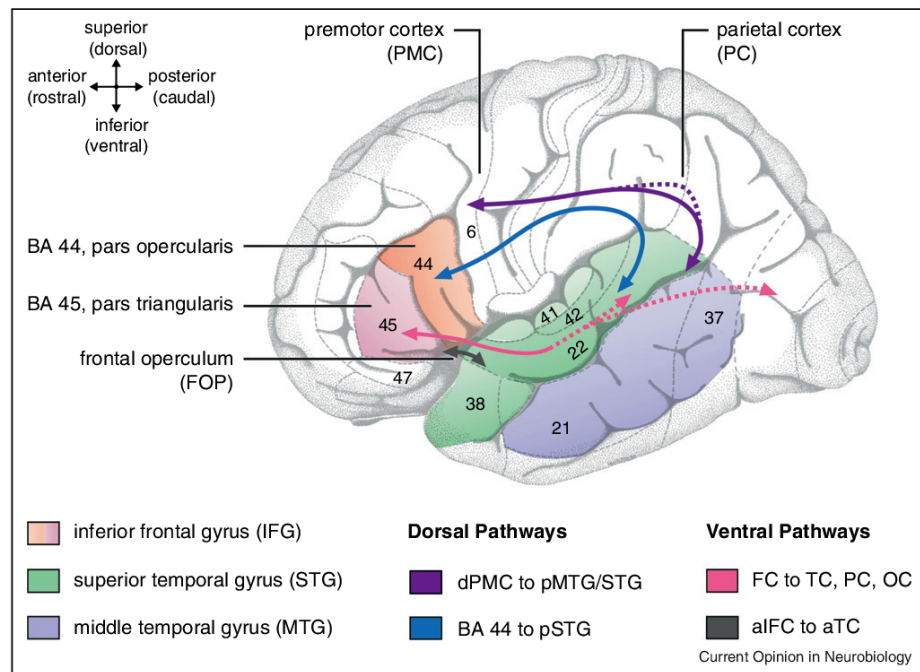 superior
(dorsal)
anterior
(rostral)
posterior
(caudal)
inferior
(ventral)
premotor cortex
(PMC)
parietal cortex
(PC)
BA 44, pars opercularis
BA 45, pars triangularis
frontal operculum
(FOP)
6
44
45
47
41
42
22
38
21
37
inferior frontal gyrus (IFG)
superior temporal gyrus (STG)
middle temporal gyrus (MTG)
Dorsal Pathways
dPMC to pMTG/STG
BA 44 to pSTG
Ventral Pathways
FC to TC, PC, OC
aIFC to aTC
Current Opinion in Neurobiology